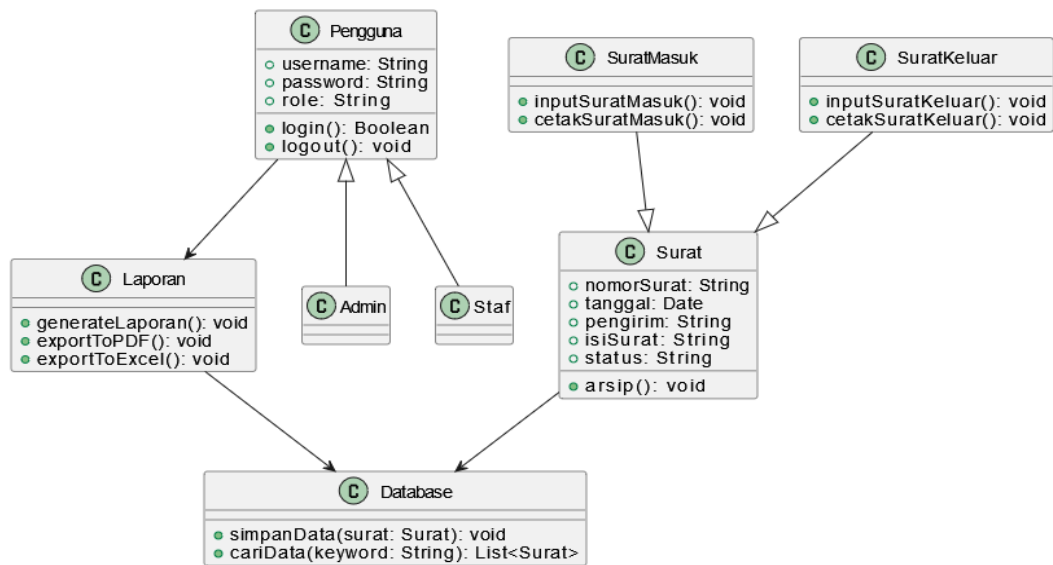 C Pengguna
username: String
password: String
role: String
login(): Boolean
logout(): void
C SuratMasuk
inputSuratMasuk(): void
cetakSuratMasuk(): void
C SuratKeluar
inputSuratKeluar(): void
cetakSuratKeluar(): void
C Laporan
generateLaporan(): void
exportToPDF(): void
exportToExcel(): void
C Admin
C Staf
C Surat
nomorSurat: String
tanggal: Date
pengirim: String
isiSurat: String
status: String
arsip(): void
C Database
simpanData(surat: Surat): void
cariData(keyword: String): List<Surat>